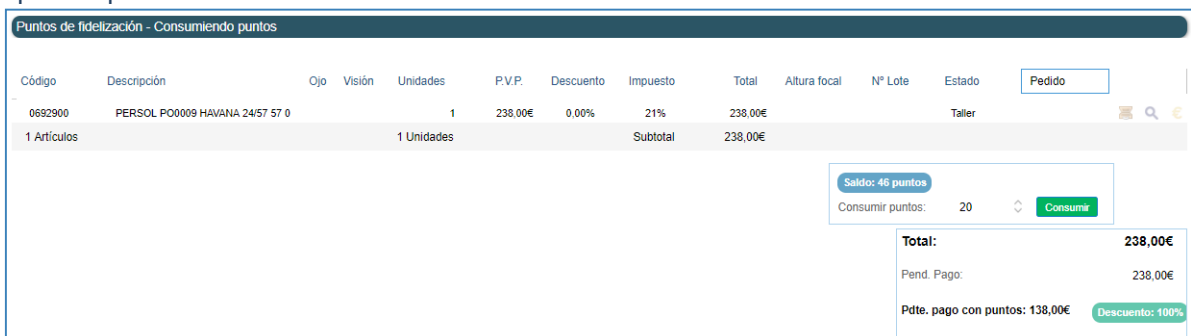 Puntos de fidelización - Consumiendo puntos
Código Descripción Ojo Visión Unidades P.V.P. Descuento Impuesto Total Altura focal Nº Lote Estado Pedido
0692900 PERSOL PO0009 HAVANA 24/57 57 0 1 238,00€ 0,00% 21% 238,00€ Taller €
1 Artículos 1 Unidades Subtotal 238,00€
Saldo: 46 puntos
Consumir puntos: 20 Consumir
Total: 238,00€
Pend. Pago: 238,00€
Pdte. pago con puntos: 138,00€ Descuento: 100%